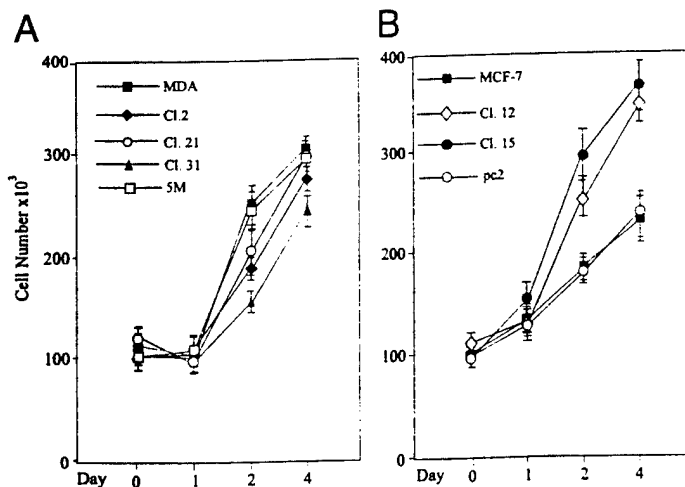 A
B
Cell Number x10³
400
300
200
100
0
MDA
Cl.2
Cl. 21
Cl. 31
5M
Day 0 1 2 4
400
300
200
100
0
MCF-7
Cl. 12
Cl. 15
pc2
Day 0 1 2 4